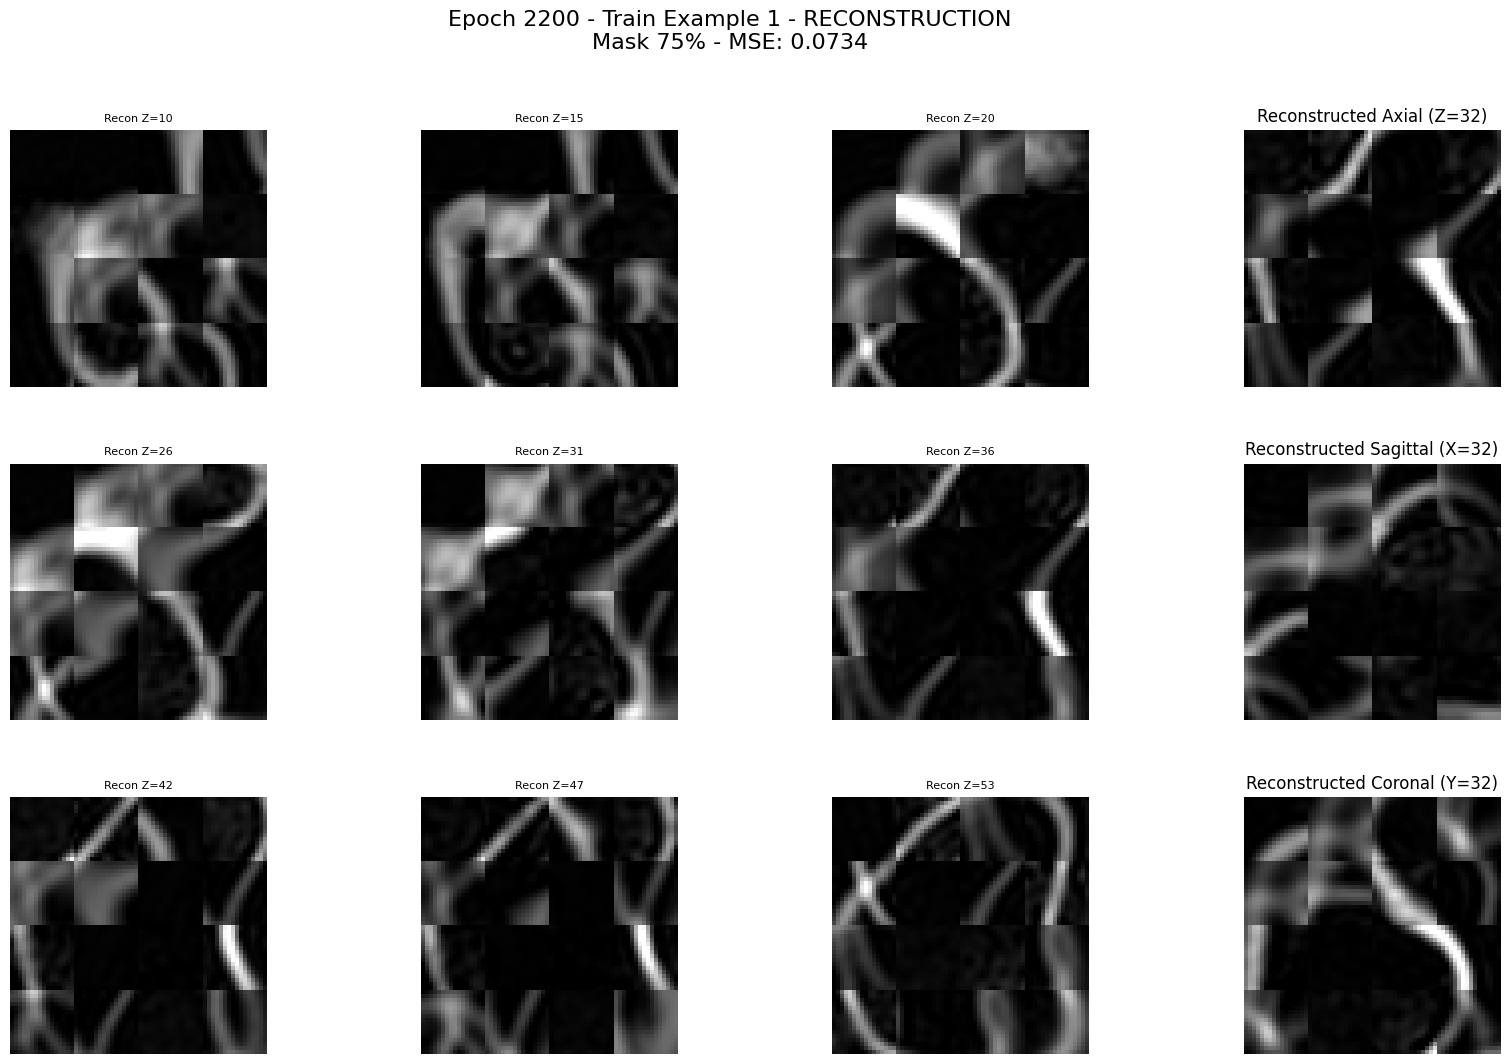 Epoch 2200 - Train Example 1 - RECONSTRUCTION
Mask 75% - MSE: 0.0734
Recon Z=10
Recon Z=15
Recon Z=20
Reconstructed Axial (Z=32)
Recon Z=26
Recon Z=31
Recon Z=36
Reconstructed Sagittal (X=32)
Recon Z=42
Recon Z=47
Recon Z=53
Reconstructed Coronal (Y=32)